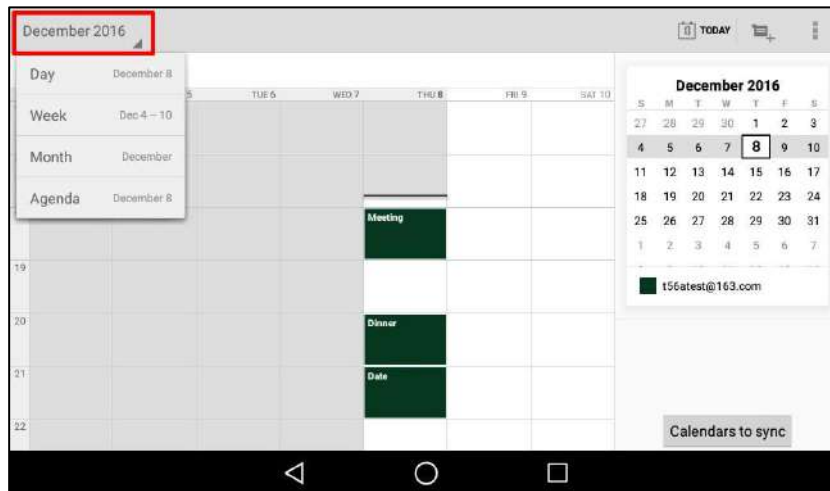 December 2016
TODAY
Day December 8
Week Dec 4 – 10
Month December
Agenda December 8
5 TUE 6 WED 7 THU 8 FRI 9 SAT 10
Meeting
19
20
Dinner
21
Date
22
December 2016
S M T W T F S
27 28 29 30 1 2 3
4 5 6 7 8 9 10
11 12 13 14 15 16 17
18 19 20 21 22 23 24
25 26 27 28 29 30 31
1 2 3 4 5 6 7
t56atest@163.com
Calendars to sync